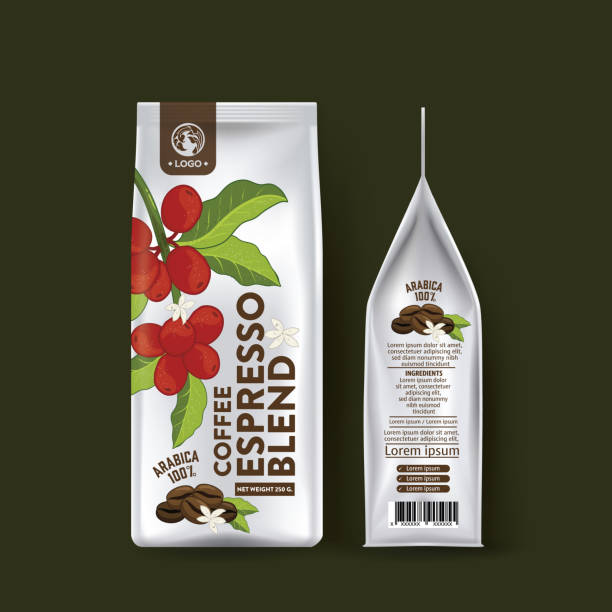 • LOGO •
COFFEE
ESPRESSO
BLEND
ARABICA
100%
NET WEIGHT 250 G.
ARABICA
100%
Lorem ipsum dolor sit amet,
consectetuer adipiscing elit,
sed diam nonummy nibh
euismod tincidunt
INGREDIENTS
Lorem ipsum dolor sit amet,
consectetuer adipiscing elit,
sed diam nonummy nibh
euismod tincidunt
Lorem ipsum / Lorem ipsum
Lorem ipsum dolor sit amet,
consectetuer adipiscing elit,
Lorem ipsum
Lorem ipsum
Lorem ipsum
Lorem ipsum
X XXXXXX XXXXXX X